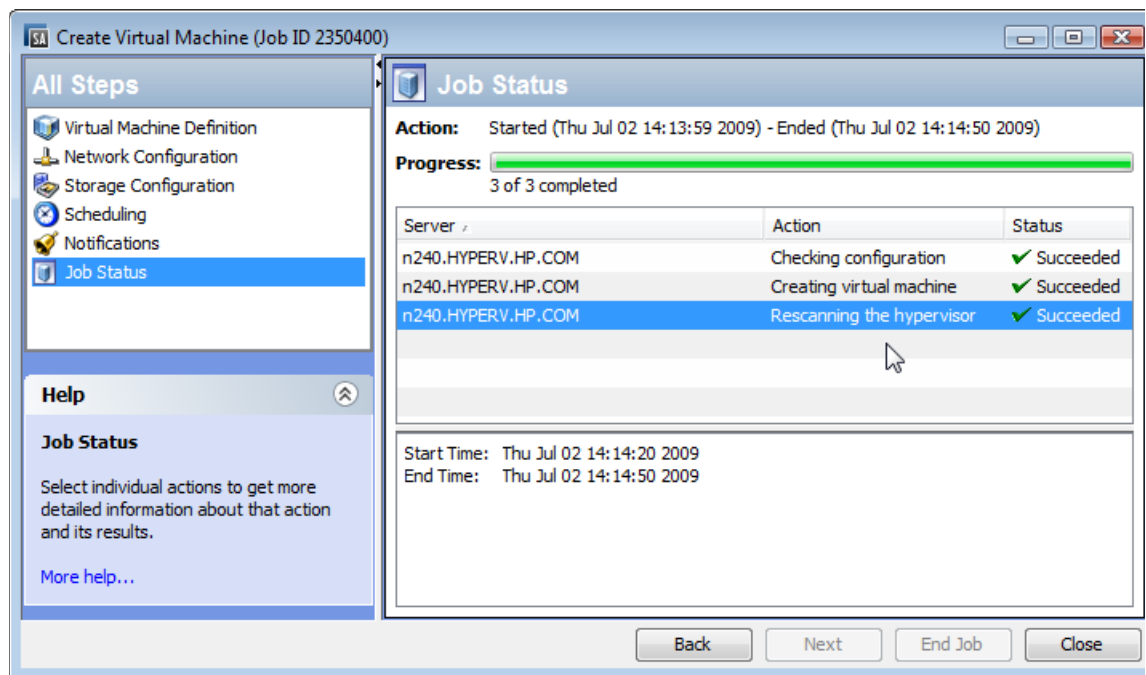 SA Create Virtual Machine (Job ID 2350400)
All Steps
Virtual Machine Definition
Network Configuration
Storage Configuration
Scheduling
Notifications
Job Status
Help
Job Status
Select individual actions to get more
detailed information about that action
and its results.
More help...
Job Status
Action: Started (Thu Jul 02 14:13:59 2009) - Ended (Thu Jul 02 14:14:50 2009)
Progress:
3 of 3 completed
Server Action Status
n240.HYPERV.HP.COM Checking configuration Succeeded
n240.HYPERV.HP.COM Creating virtual machine Succeeded
n240.HYPERV.HP.COM Rescanning the hypervisor Succeeded
Start Time: Thu Jul 02 14:14:20 2009
End Time: Thu Jul 02 14:14:50 2009
Back Next End Job Close